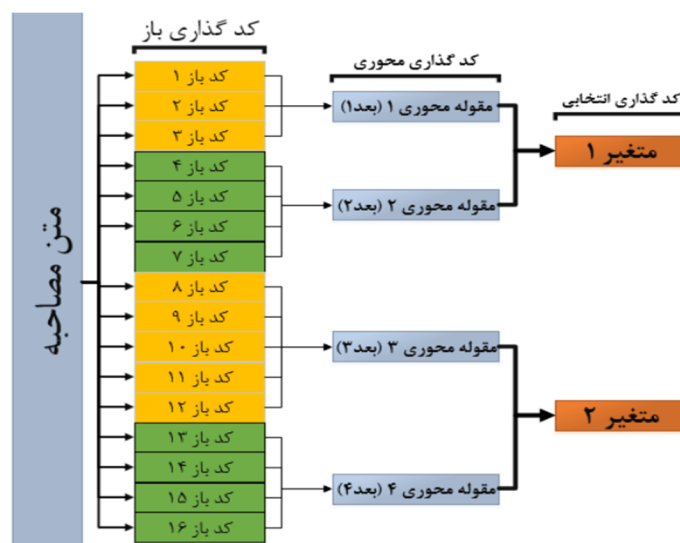 متن مصاحبه
کد گذاری باز
کد باز ۱
کد باز ۲
کد باز ۳
کد باز ۴
کد باز ۵
کد باز ۶
کد باز ۷
کد باز ۸
کد باز ۹
کد باز ۱۰
کد باز ۱۱
کد باز ۱۲
کد باز ۱۳
کد باز ۱۴
کد باز ۱۵
کد باز ۱۶
کد گذاری محوری
مقوله محوری ۱ (بعد۱)
مقوله محوری ۲ (بعد۲)
مقوله محوری ۳ (بعد۳)
مقوله محوری ۴ (بعد۴)
کد گذاری انتخابی
متغیر ۱
متغیر ۲